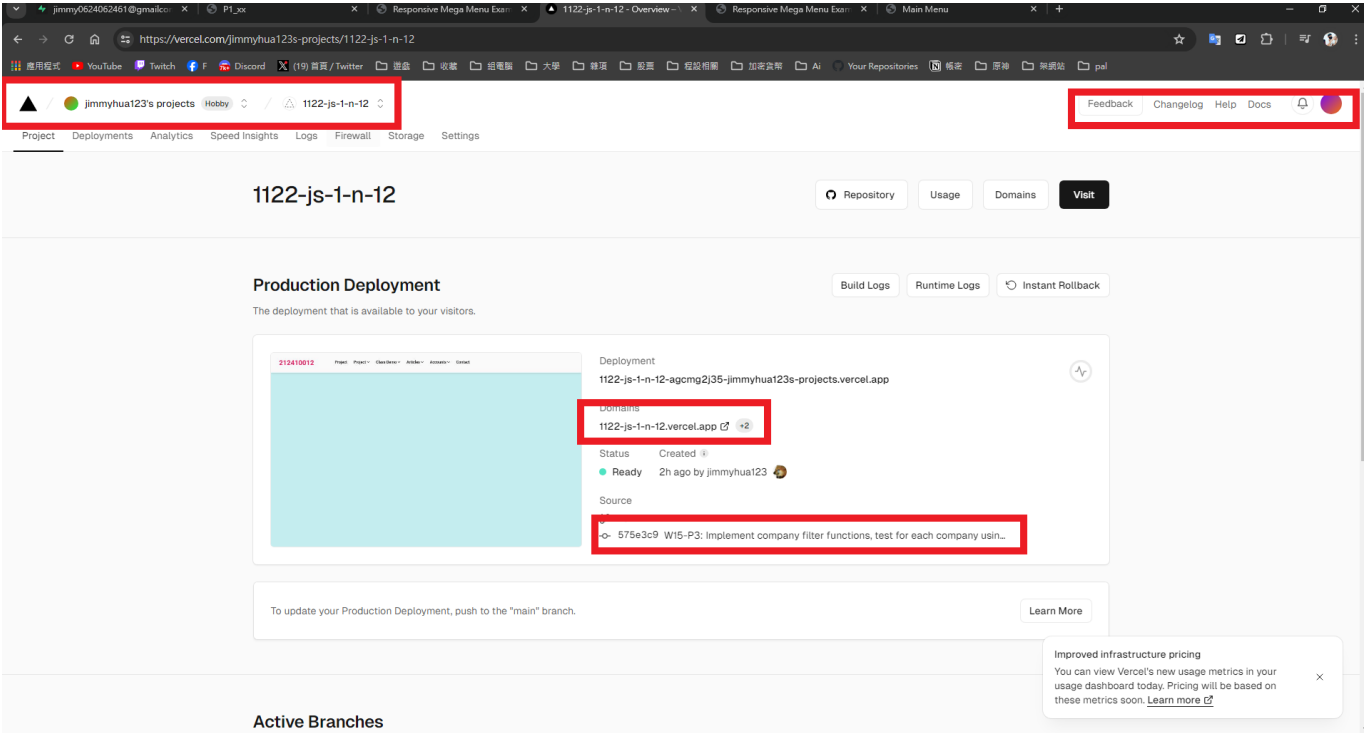 jimmy0624062461@gmailcor
P1_xx
Responsive Mega Menu Exam
1122-js-1-n-12 - Overview – V
Responsive Mega Menu Exam
Main Menu
https://vercel.com/jimmyhua123s-projects/1122-js-1-n-12
應用程式 YouTube Twitch F Discord (19) 首頁 / Twitter 遊戲 收藏 組電腦 大學 雜項 股票 程設相關 加密貨幣 Ai Your Repositories 帳密 原神 架網站 pal
jimmyhua123's projects Hobby / 1122-js-1-n-12
Feedback Changelog Help Docs
Project Deployments Analytics Speed Insights Logs Firewall Storage Settings
1122-js-1-n-12
Repository Usage Domains Visit
Production Deployment
Build Logs Runtime Logs Instant Rollback
The deployment that is available to your visitors.
212410012 Project Project Class Demo Articles Accounts Contact
Deployment
1122-js-1-n-12-agcmg2j35-jimmyhua123s-projects.vercel.app
Domains
1122-js-1-n-12.vercel.app +2
Status Created
Ready 2h ago by jimmyhua123
Source
575e3c9 W15-P3: Implement company filter functions, test for each company usin...
To update your Production Deployment, push to the "main" branch.
Learn More
Improved infrastructure pricing
You can view Vercel's new usage metrics in your
usage dashboard today. Pricing will be based on
these metrics soon. Learn more
Active Branches